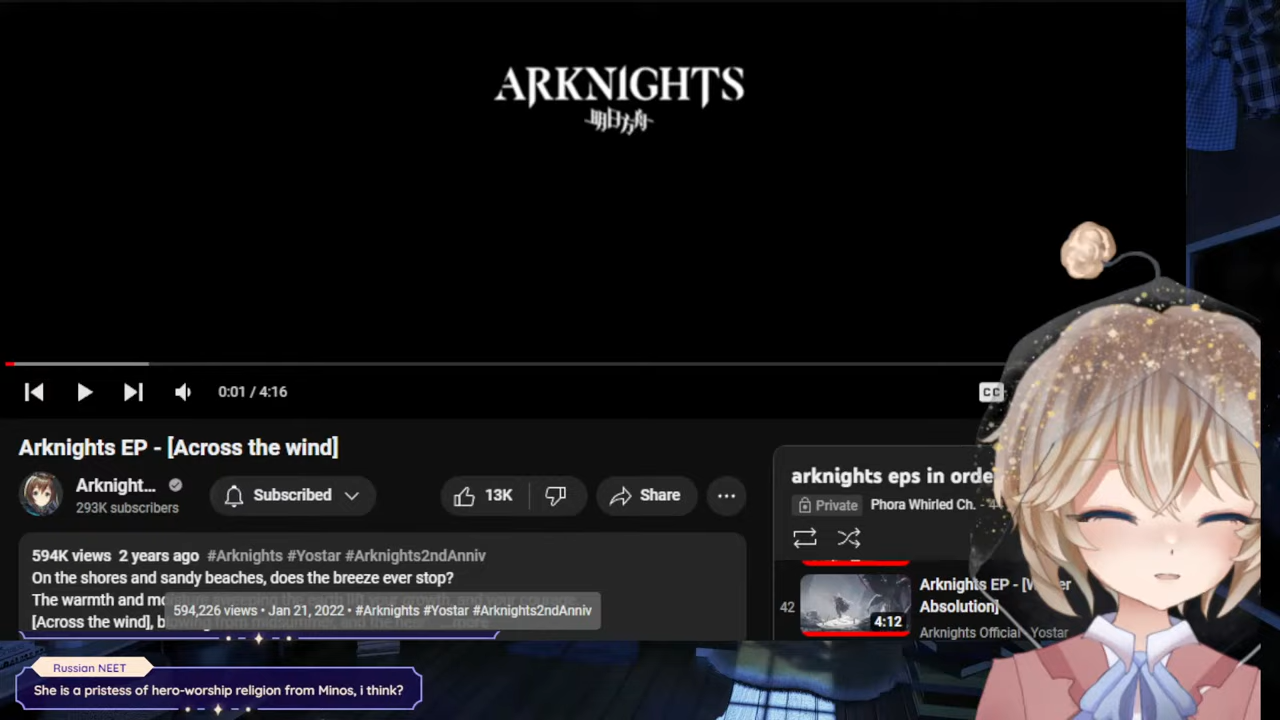 ARKNIGHTS
明日方舟
0:01 / 4:16
CC
Arknights EP - [Across the wind]
Arknight...
293K subscribers
Subscribed
13K
Share
594K views 2 years ago #Arknights #Yostar #Arknights2ndAnniv
On the shores and sandy beaches, does the breeze ever stop?
The warmth and
594,226 views • Jan 21, 2022 • #Arknights #Yostar #Arknights2ndAnniv
[Across the wind],
...more
arknights eps in orde
Private
Phora Whirled Ch. -
42
4:12
Arknights EP -
Absolution]
Arknights Official · Yostar
Russian NEET
She is a pristess of hero-worship religion from Minos, i think?